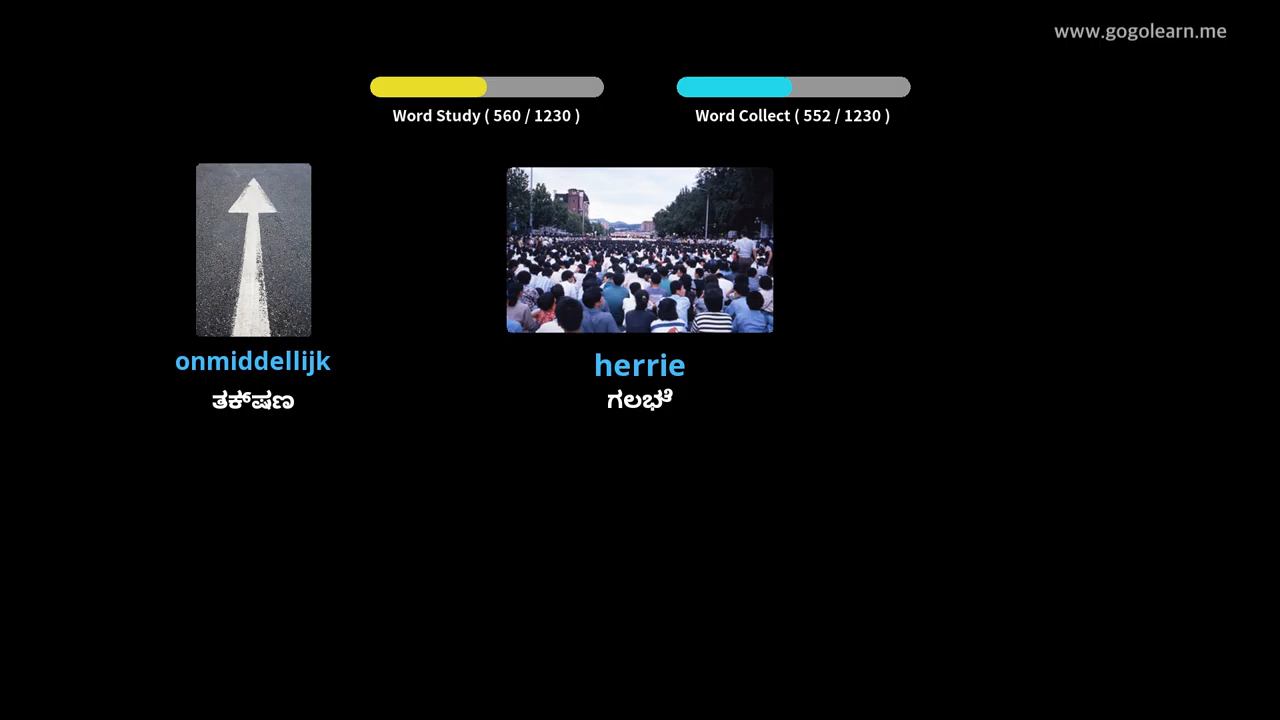 www.gogolearn.me
Word Study ( 560 / 1230 )
Word Collect ( 552 / 1230 )
onmiddellijk
ತಕ್ಷಣ
herrie
ಗಲಭೆ